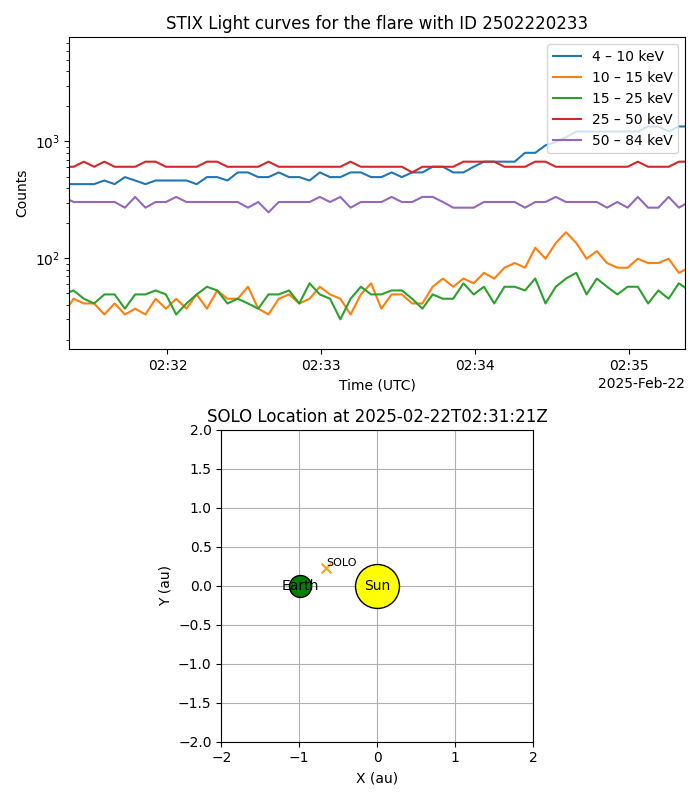 STIX Light curves for the flare with ID 2502220233
4 – 10 keV
10 – 15 keV
15 – 25 keV
25 – 50 keV
50 – 84 keV
10³
10²
Counts
02:32 02:33 02:34 02:35
Time (UTC)
2025-Feb-22
SOLO Location at 2025-02-22T02:31:21Z
2.0
1.5
1.0
0.5
0.0
−0.5
−1.0
−1.5
−2.0
Y (au)
SOLO
Earth
Sun
−2 −1 0 1 2
X (au)